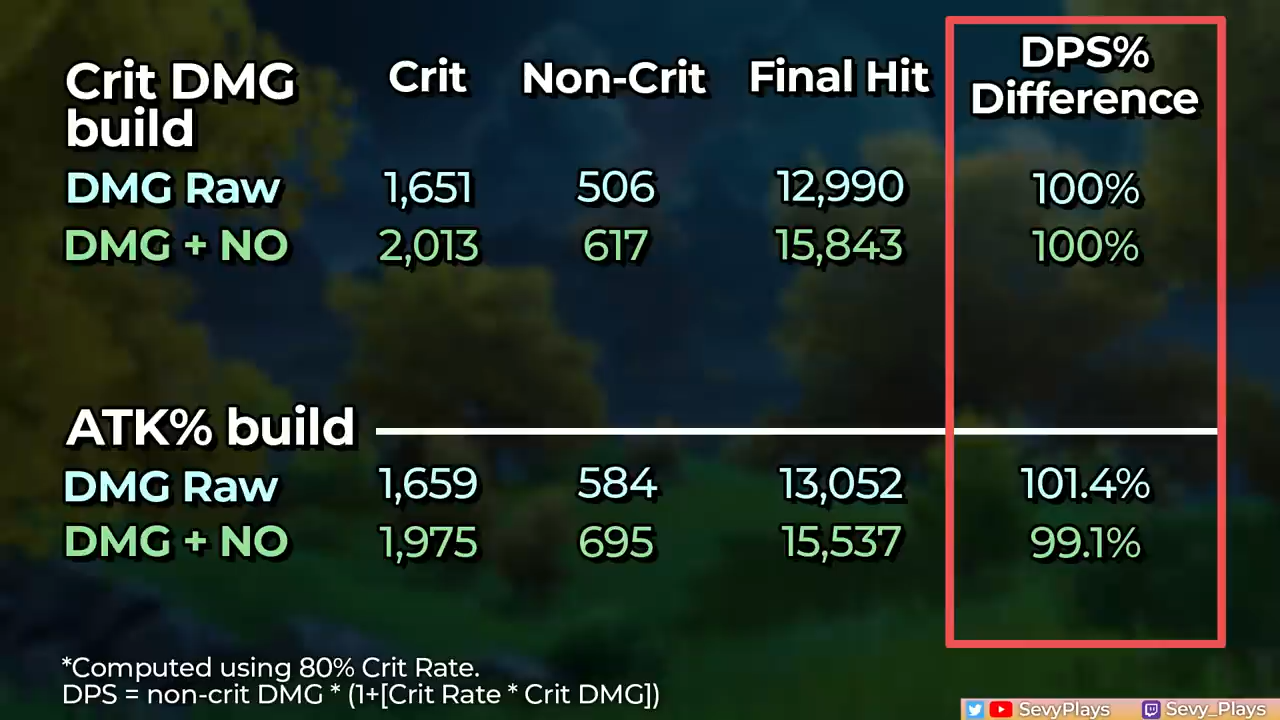 Crit DMG build
Crit
Non-Crit
Final Hit
DPS% Difference
DMG Raw 1,651 506 12,990 100%
DMG + NO 2,013 617 15,843 100%
ATK% build
DMG Raw 1,659 584 13,052 101.4%
DMG + NO 1,975 695 15,537 99.1%
*Computed using 80% Crit Rate.
DPS = non-crit DMG * (1+[Crit Rate * Crit DMG])
SevyPlays Sevy_Plays